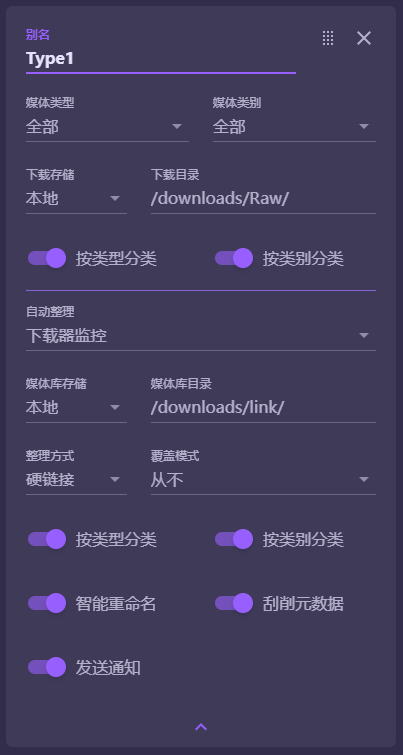 别名
Type1
媒体类型 媒体类别
全部 全部
下载存储 下载目录
本地 /downloads/Raw/
按类型分类 按类别分类
自动整理
下载器监控
媒体库存储 媒体库目录
本地 /downloads/link/
整理方式 覆盖模式
硬链接 从不
按类型分类 按类别分类
智能重命名 刮削元数据
发送通知